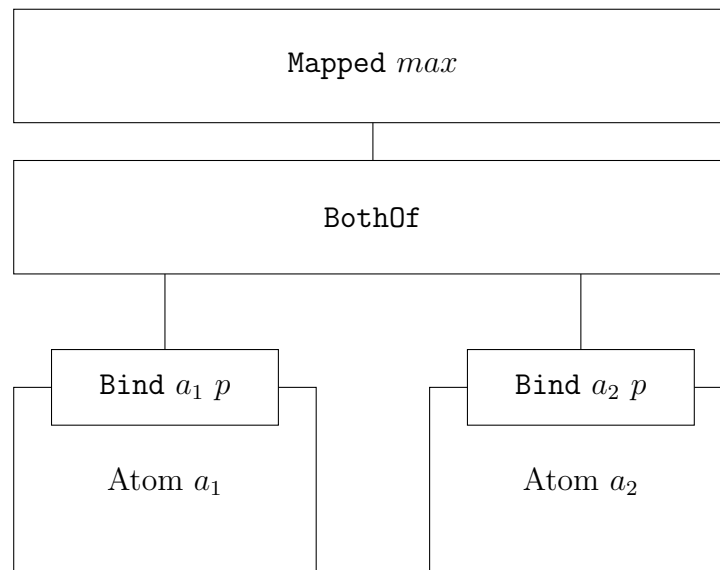 Mapped max
BothOf
Bind a₁ p
Bind a₂ p
Atom a₁
Atom a₂